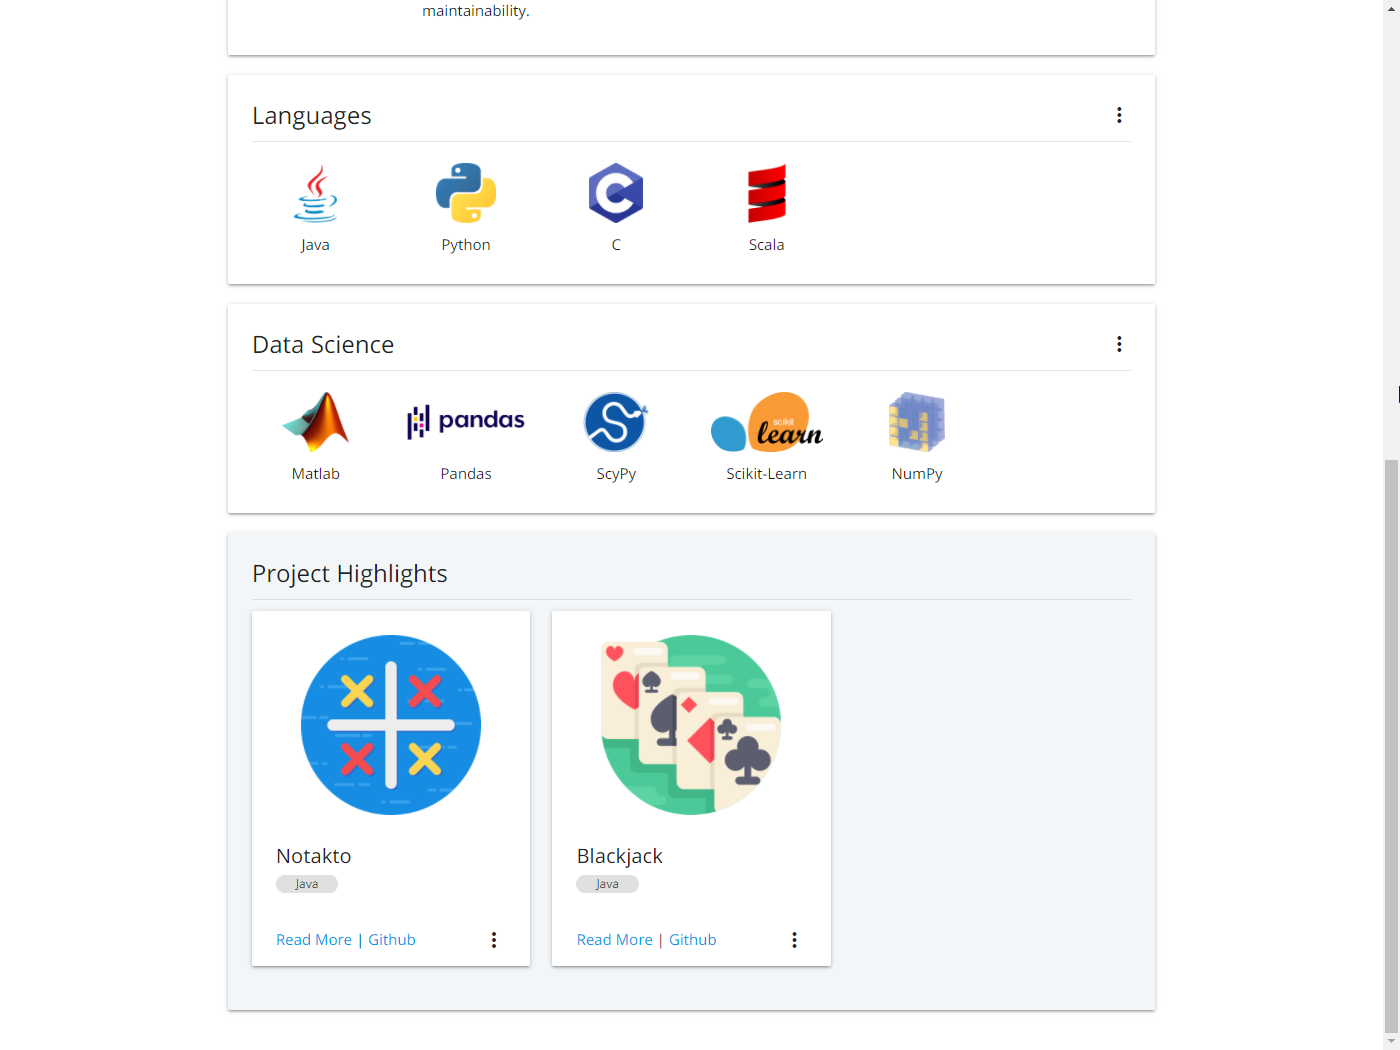 maintainability.
Languages
Java
Python
C
Scala
Data Science
pandas
scikit
learn
Matlab
Pandas
ScyPy
Scikit-Learn
NumPy
Project Highlights
Notakto
Java
Read More | Github
Blackjack
Java
Read More | Github